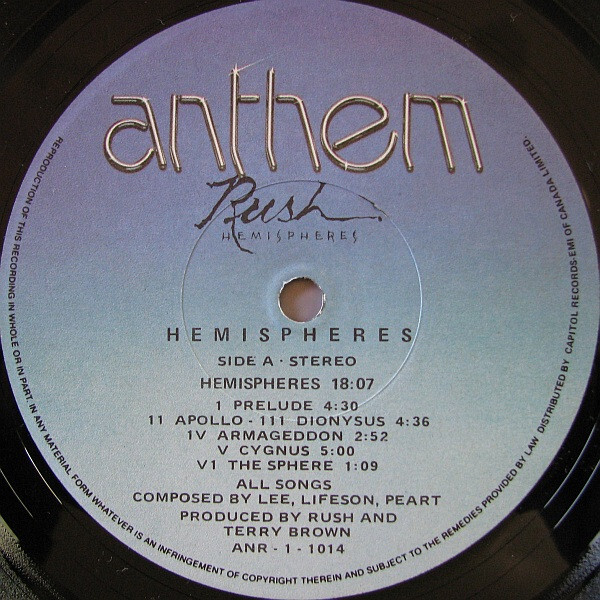 anthem
Rush
HEMISPHERES
HEMISPHERES
SIDE A · STEREO
HEMISPHERES 18:07
1 PRELUDE 4:30
11 APOLLO - 111 DIONYSUS 4:36
1V ARMAGEDDON 2:52
V CYGNUS 5:00
V1 THE SPHERE 1:09
ALL SONGS
COMPOSED BY LEE, LIFESON, PEART
PRODUCED BY RUSH AND
TERRY BROWN
ANR - 1 - 1014
REPRODUCTION OF THIS RECORDING IN WHOLE OR IN PART, IN ANY MATERIAL FORM WHATEVER IS AN INFRINGEMENT OF COPYRIGHT THEREIN AND SUBJECT TO THE REMEDIES PROVIDED BY LAW DISTRIBUTED BY CAPITOL RECORDS-EMI OF CANADA LIMITED.